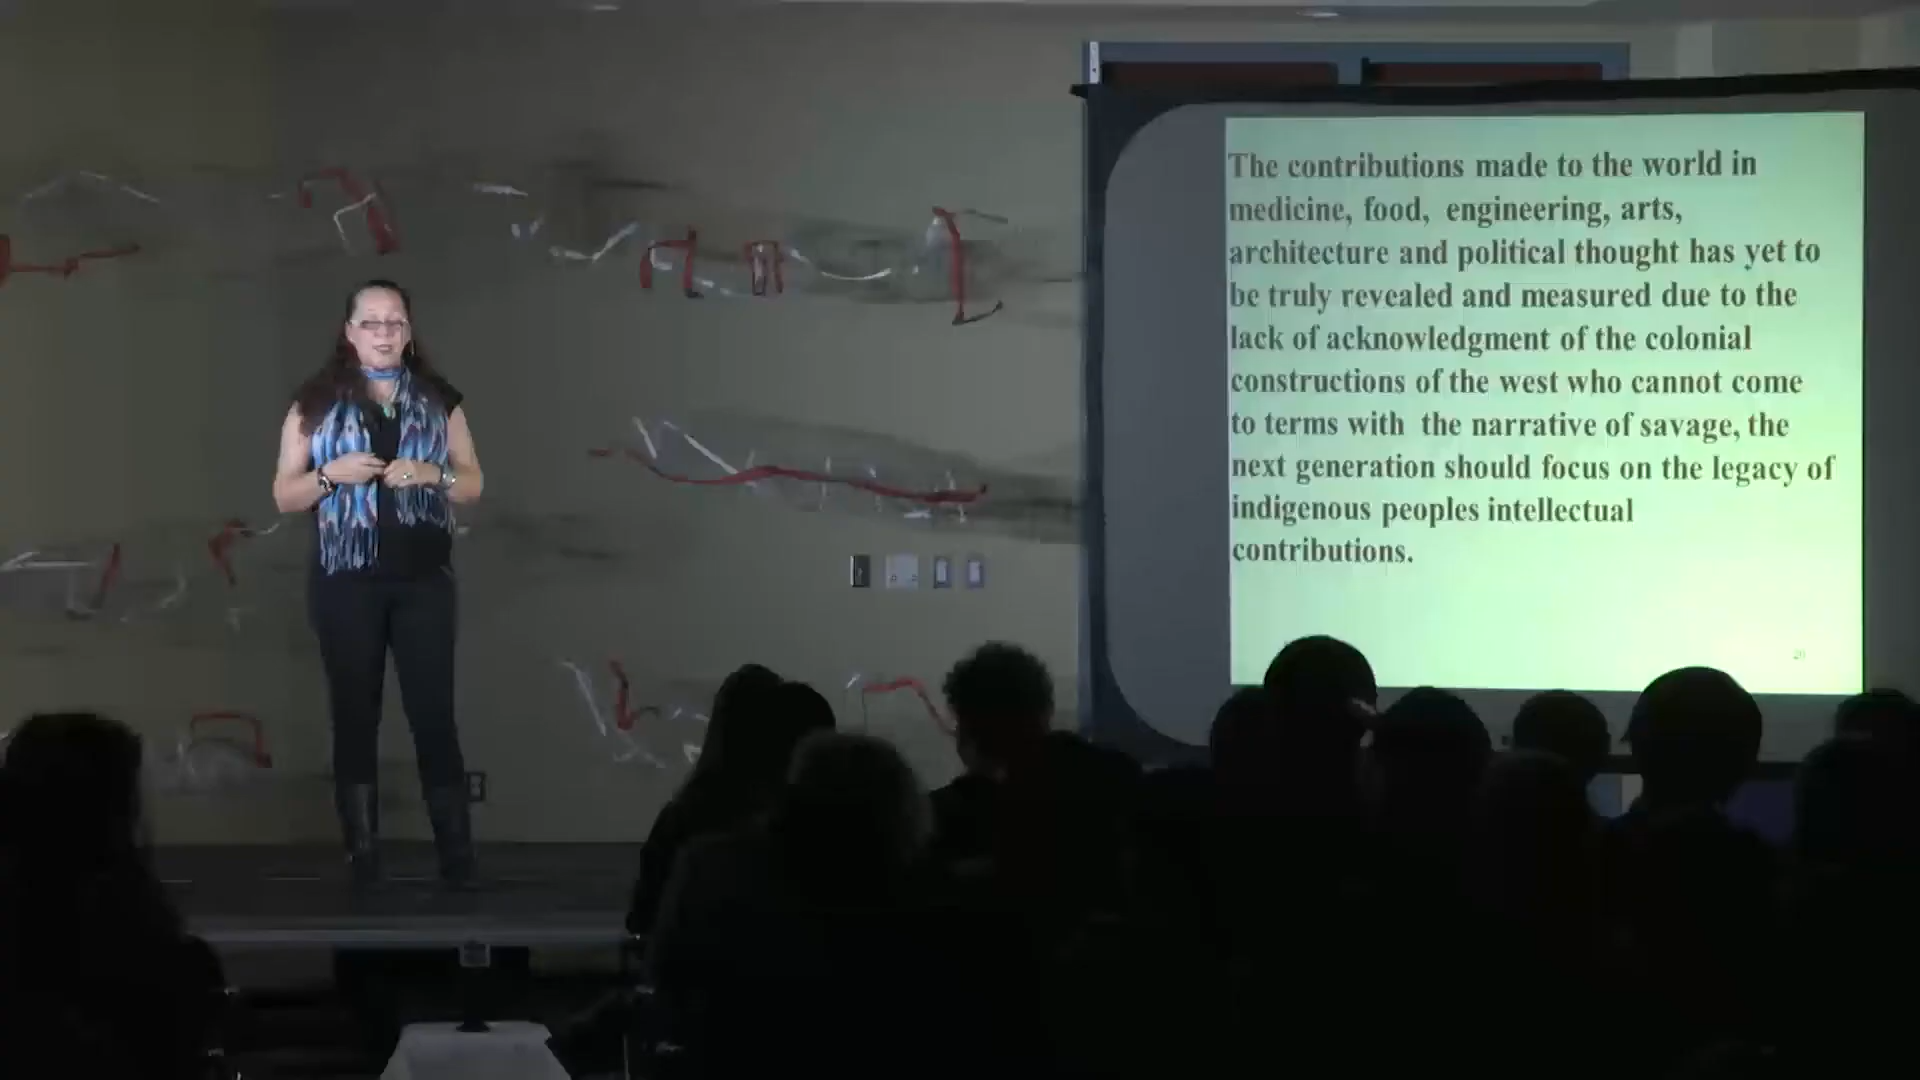 The contributions made to the world in
medicine, food, engineering, arts,
architecture and political thought has yet to
be truly revealed and measured due to the
lack of acknowledgment of the colonial
constructions of the west who cannot come
to terms with the narrative of savage, the
next generation should focus on the legacy of
indigenous peoples intellectual
contributions.